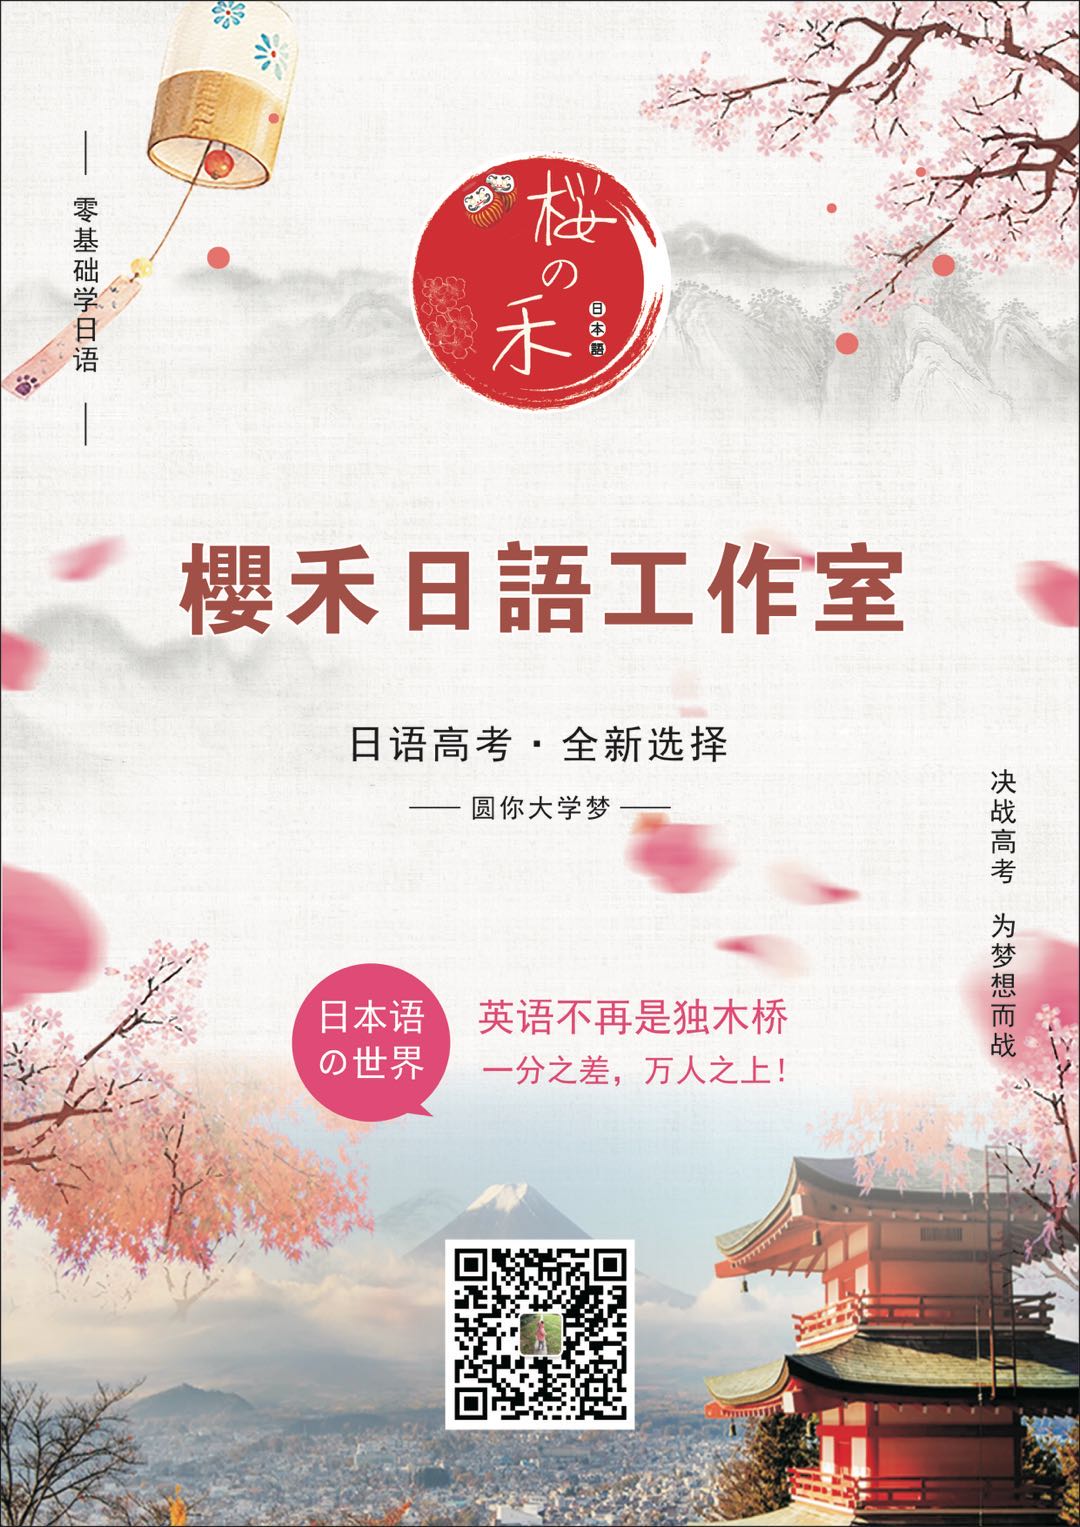 零基础学日语
桜
の
禾
日本語
櫻禾日語工作室
日语高考·全新选择
圆你大学梦
决战高考 为梦想而战
日本语
の世界
英语不再是独木桥
一分之差，万人之上！